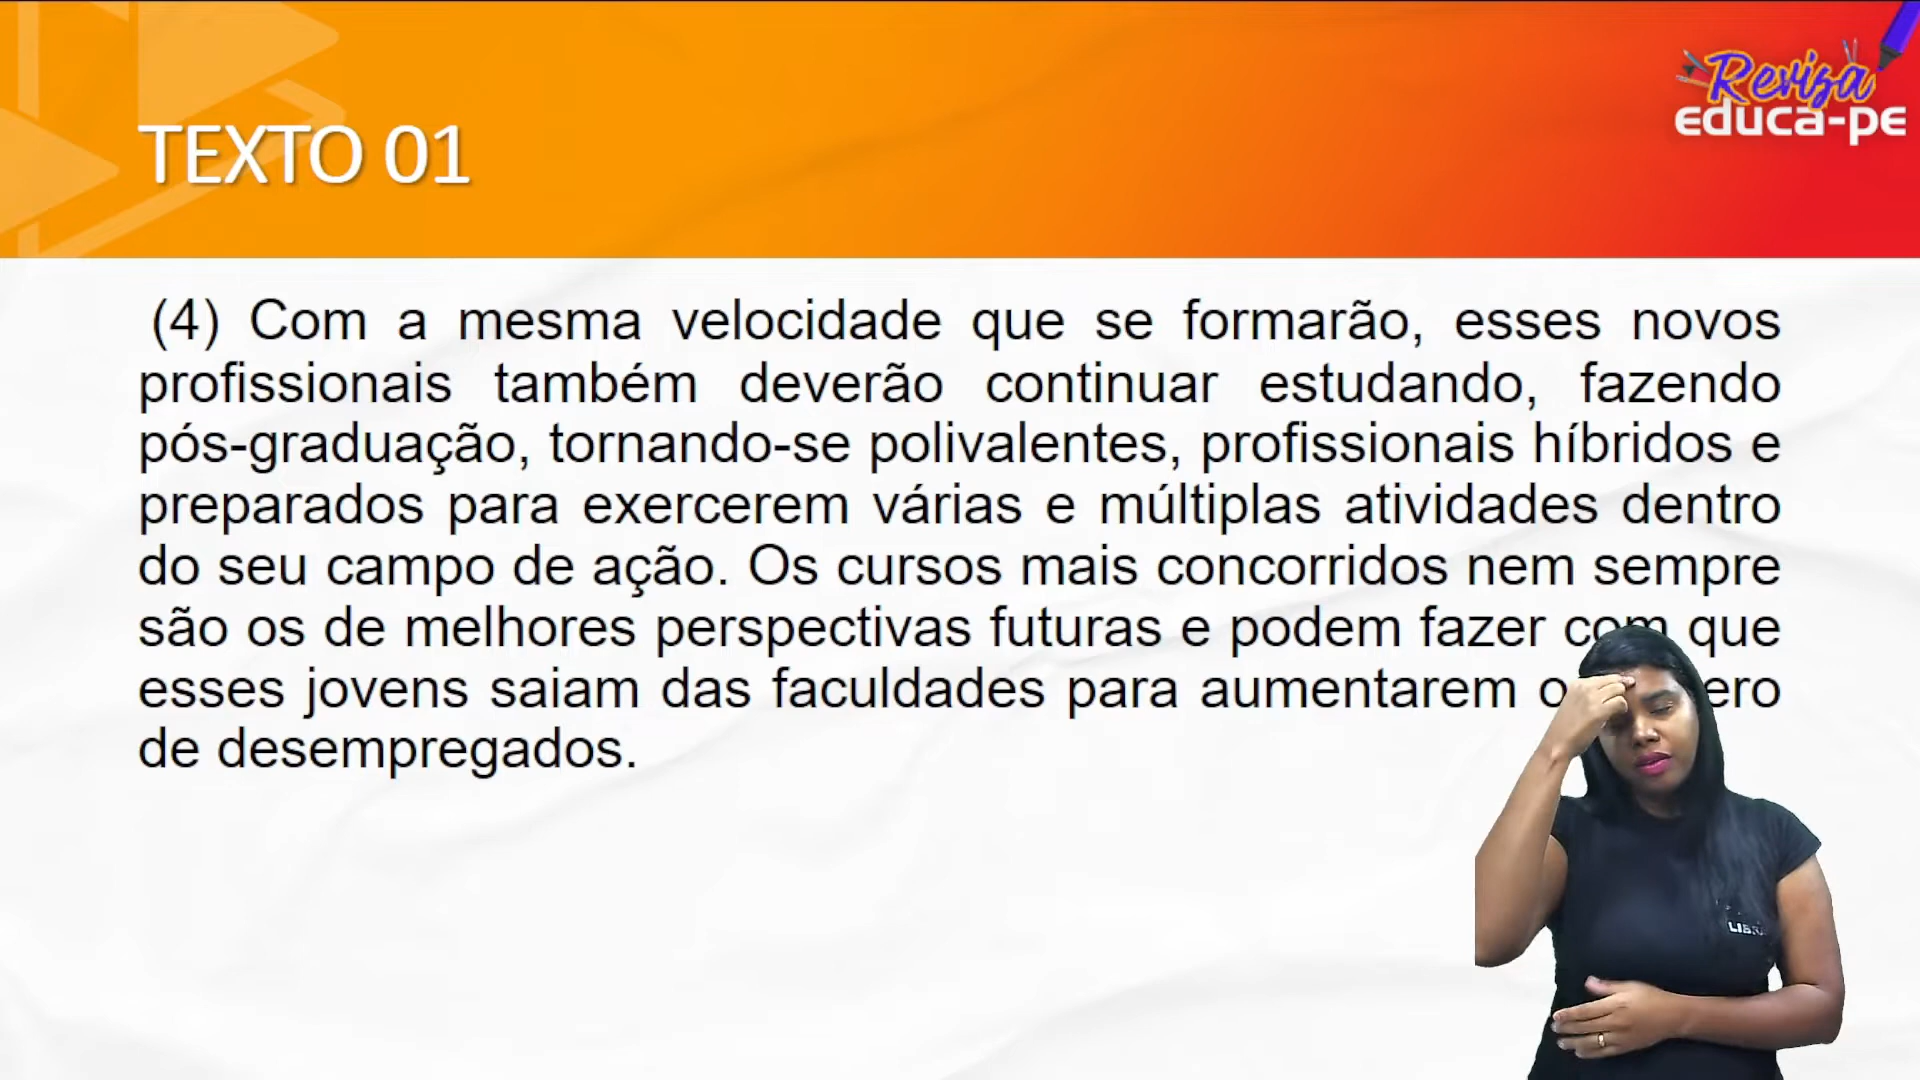 Reviza
educa-pe
TEXTO 01
(4) Com a mesma velocidade que se formarão, esses novos
profissionais também deverão continuar estudando, fazendo
pós-graduação, tornando-se polivalentes, profissionais híbridos e
preparados para exercerem várias e múltiplas atividades dentro
do seu campo de ação. Os cursos mais concorridos nem sempre
são os de melhores perspectivas futuras e podem fazer com que
esses jovens saiam das faculdades para aumentarem o
de desempregados.